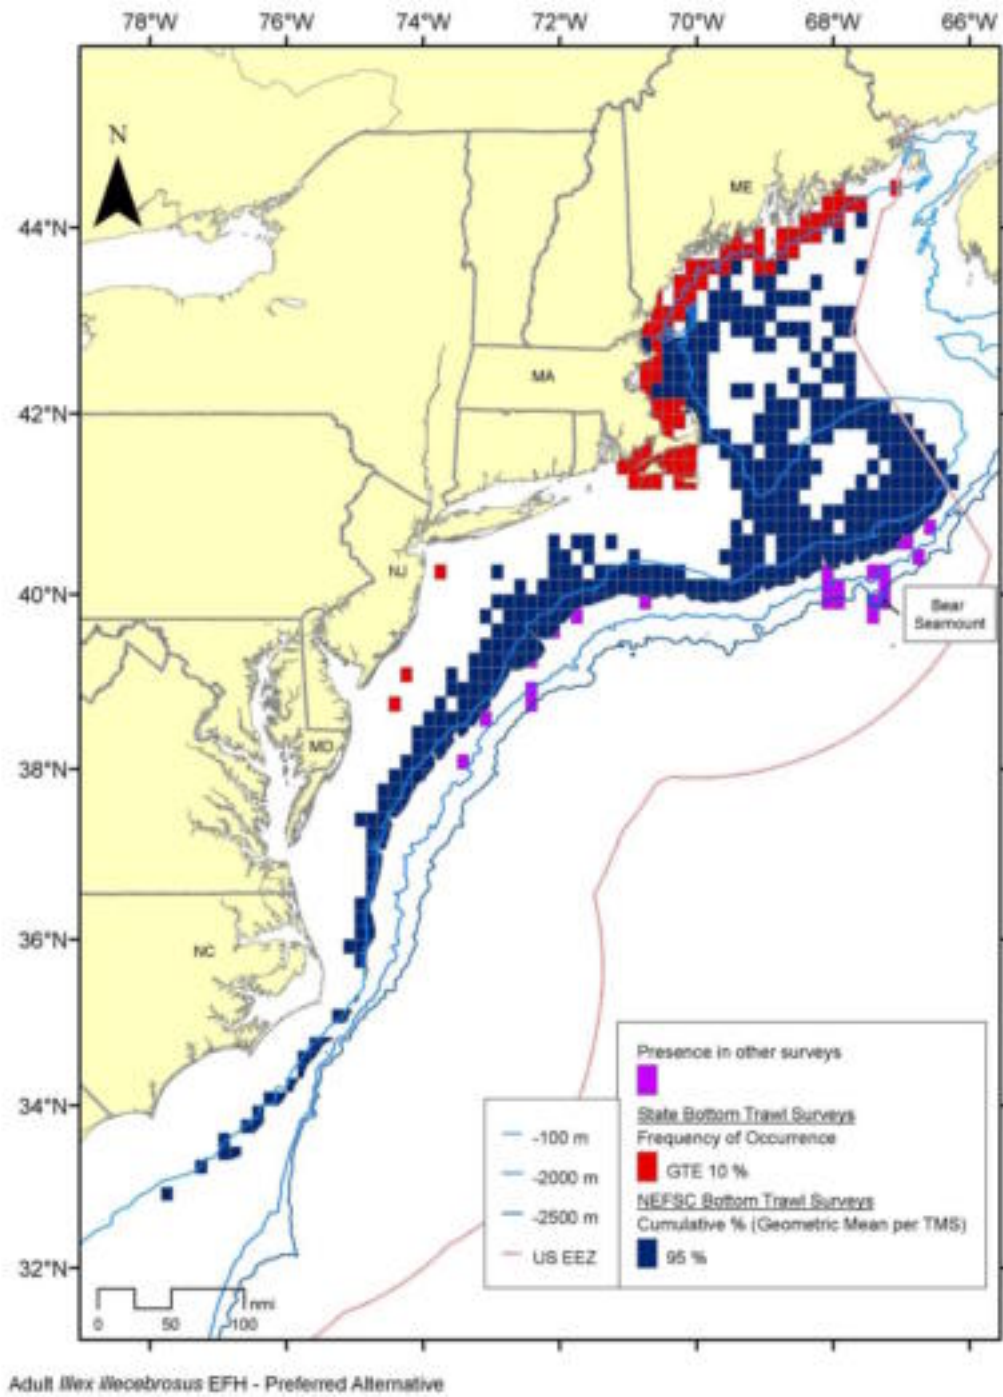 78°W 76°W 74°W 72°W 70°W 68°W 66°W
N
ME
44°N
MA
42°N
NJ
40°N
Bear
Seamount
MD
38°N
36°N
NC
Presence in other surveys
State Bottom Trawl Surveys
Frequency of Occurrence
GTE 10 %
NEFSC Bottom Trawl Surveys
Cumulative % (Geometric Mean per TMS)
95 %
34°N
-100 m
-2000 m
-2500 m
US EEZ
32°N
nmi
0 50 100
Adult Illex illecebrosus EFH - Preferred Alternative